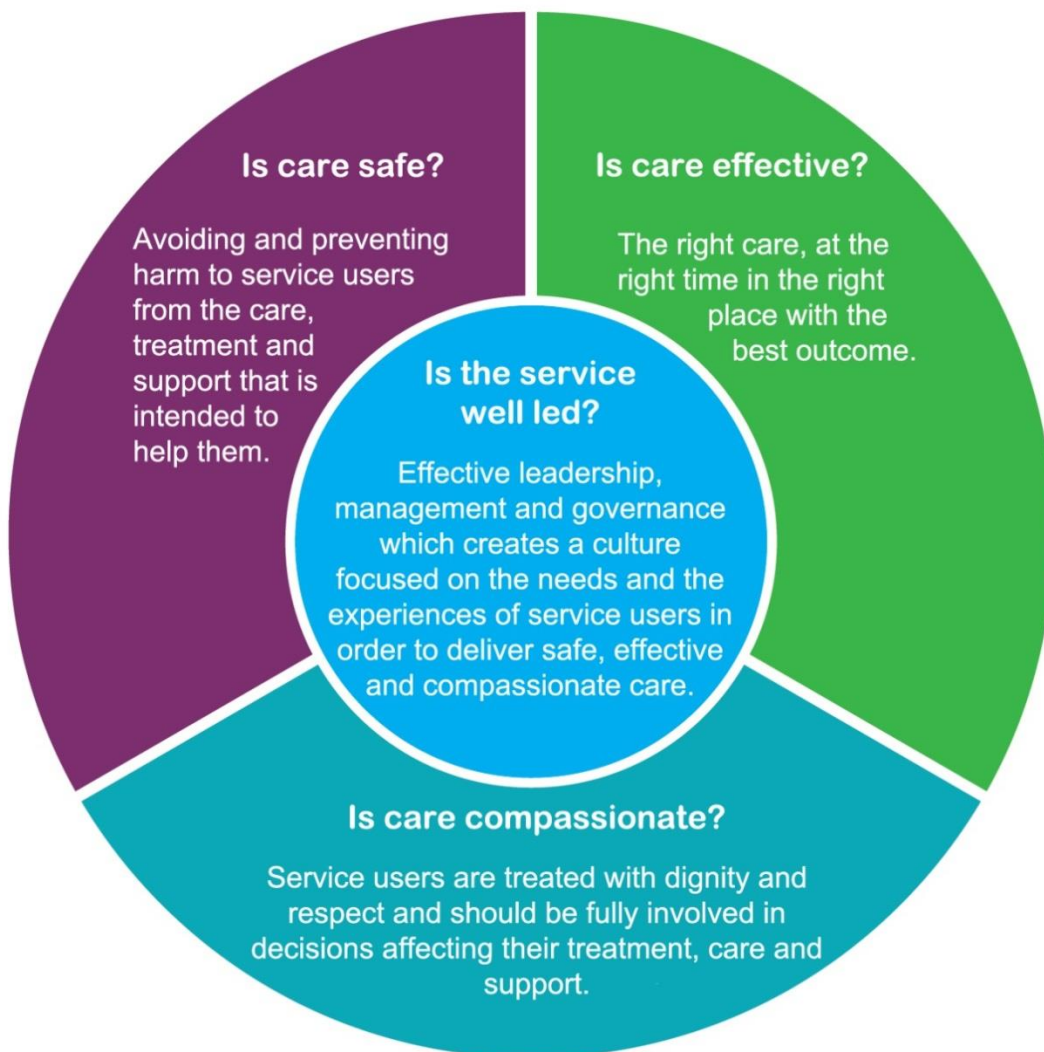 Is care safe?
Avoiding and preventing
harm to service users
from the care,
treatment and
support that is
intended to
help them.
Is care effective?
The right care, at the
right time in the right
place with the
best outcome.
Is the service
well led?
Effective leadership,
management and governance
which creates a culture
focused on the needs and the
experiences of service users in
order to deliver safe, effective
and compassionate care.
Is care compassionate?
Service users are treated with dignity and
respect and should be fully involved in
decisions affecting their treatment, care and
support.